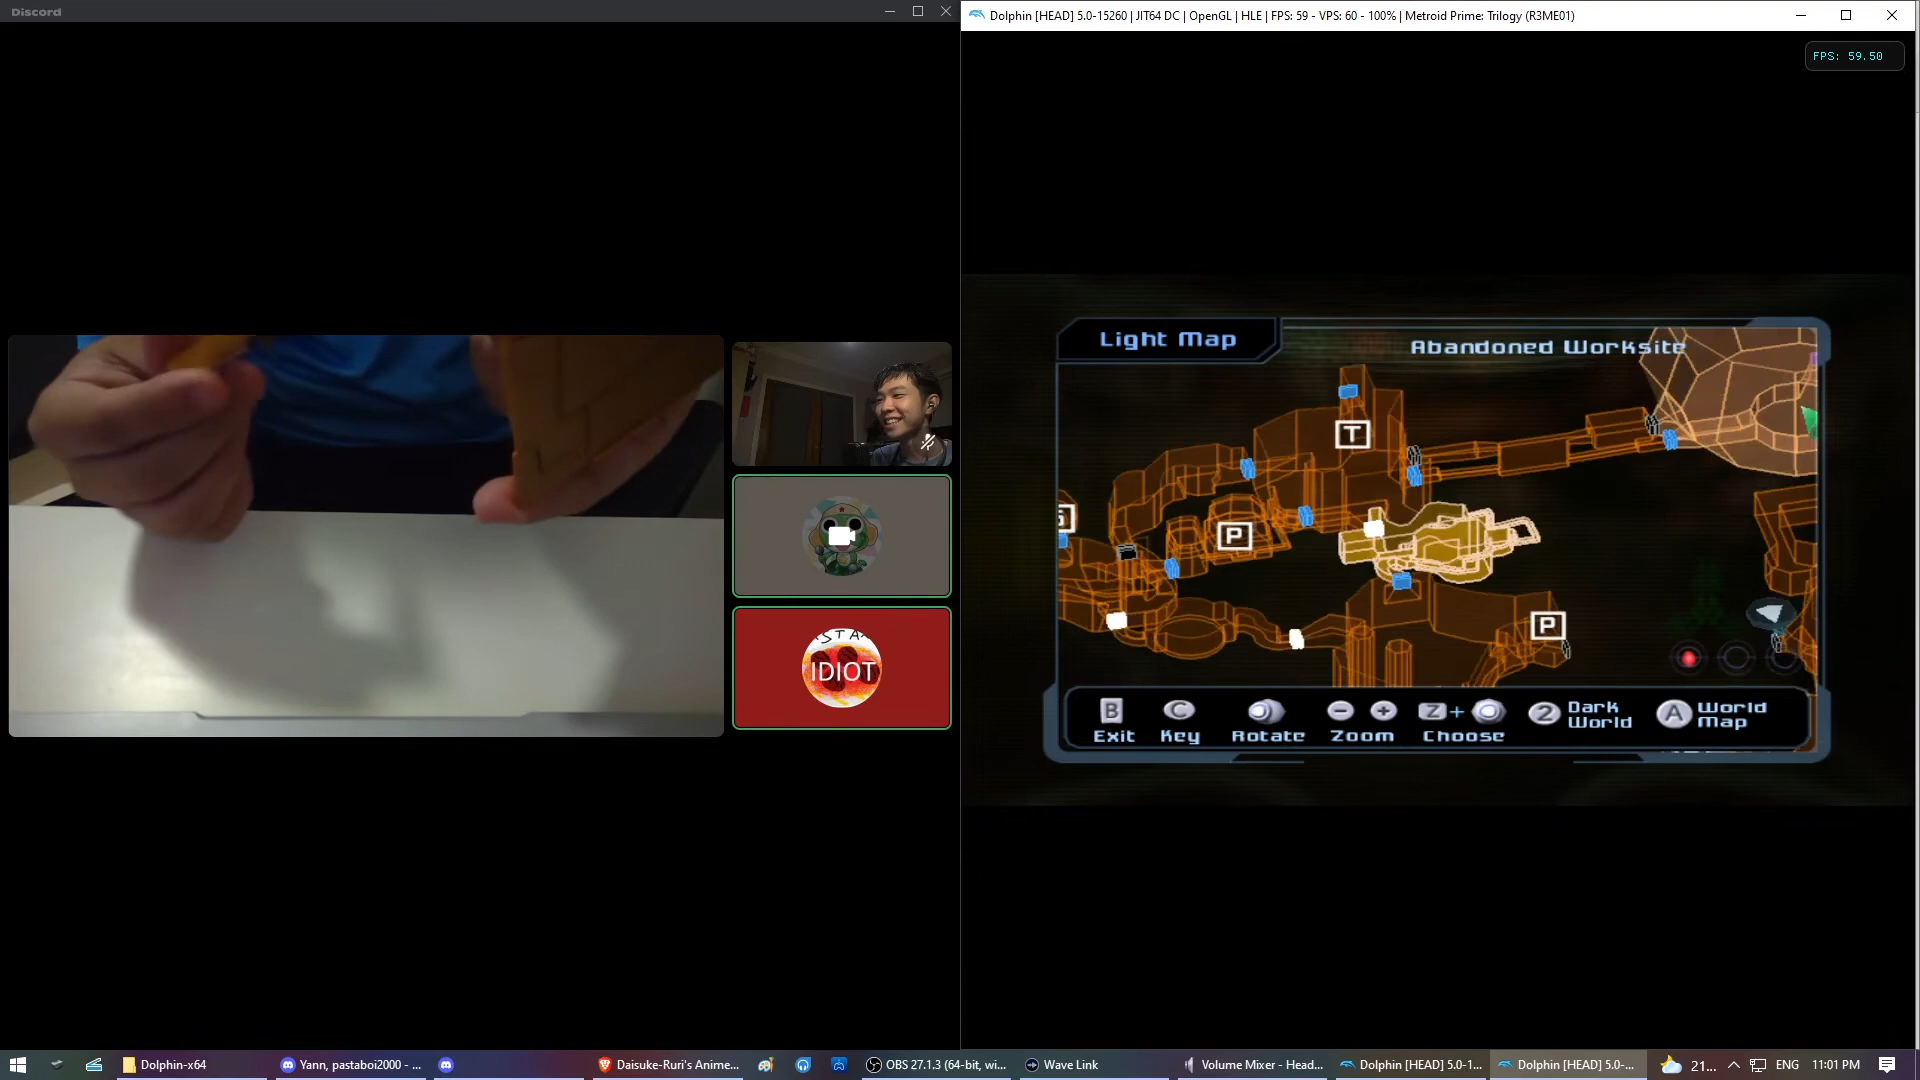 Discord
Dolphin [HEAD] 5.0-15260 | JIT64 DC | OpenGL | HLE | FPS: 59 - VPS: 60 - 100% | Metroid Prime: Trilogy (R3ME01)
FPS: 59.50
Light Map
Abandoned Worksite
T
P
P
IDIOT
B
Exit
C
Key
Rotate
Zoom
Z +
Choose
2
Dark World
A
World Map
Dolphin-x64
Yann, pastaboi2000 - ...
Daisuke-Ruri's Anime...
OBS 27.1.3 (64-bit, wi...
Wave Link
Volume Mixer - Head...
Dolphin [HEAD] 5.0-1...
Dolphin [HEAD] 5.0-...
21...
ENG
11:01 PM